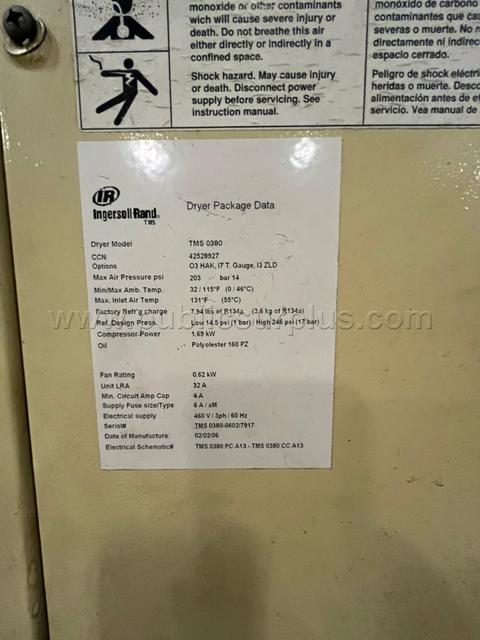 monoxide or other contaminants
wich will cause severe injury or
death. Do not breathe this air
either directly or indirectly in a
confined space.
Shock hazard. May cause injury
or death. Disconnect power
supply before servicing. See
instruction manual.
monóxido de carbono
contaminantes que cau
severas o muerte. No r
directamente ni indirec
espacio cerrado.
Peligro de shock eléctri
heridas o muerte. Desco
alimentación antes de ef
servicio. Vea manual de
IR
Ingersoll-Rand®
TMS
Dryer Package Data
Dryer Model TMS 0380
CCN 42528927
Options O3 HAK, I7 T. Gauge, I3 ZLD
Max Air Pressure psi 203 bar 14
Min/Max Amb. Temp. 32 / 115°F (0 / 46°C)
Max. Inlet Air Temp 131°F (55°C)
Factory Refr'g charge 7.94 lbs of R134a (3.6 kg of R134a)
Ref. Design Press. Low 14.5 psi (1 bar) / High 246 psi (17 bar)
Compressor-Power 1.69 kW
Oil Polyolester 160 PZ
Fan Rating 0.62 kW
Unit LRA 32 A
Min. Circuit Amp Cap 4 A
Supply Fuse size/Type 6 A / aM
Electrical supply 460 V / 3ph / 60 Hz
Serial# TMS 0380-0602/7917
Date of Manufacture: 02/02/06
Electrical Schematic# TMS 0380 PC A13 - TMS 0380 CC A13
www.publicsurplus.com